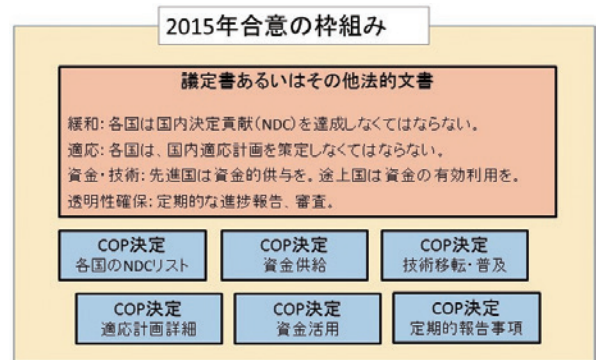 2015年合意の枠組み
議定書あるいはその他法的文書
緩和：各国は国内決定貢献（NDC）を達成しなくてはならない。
適応：各国は、国内適応計画を策定しなくてはならない。
資金・技術：先進国は資金的供与を。途上国は資金の有効利用を。
透明性確保：定期的な進捗報告、審査。
COP決定
各国のNDCリスト
COP決定
資金供給
COP決定
技術移転・普及
COP決定
適応計画詳細
COP決定
資金活用
COP決定
定期的報告事項